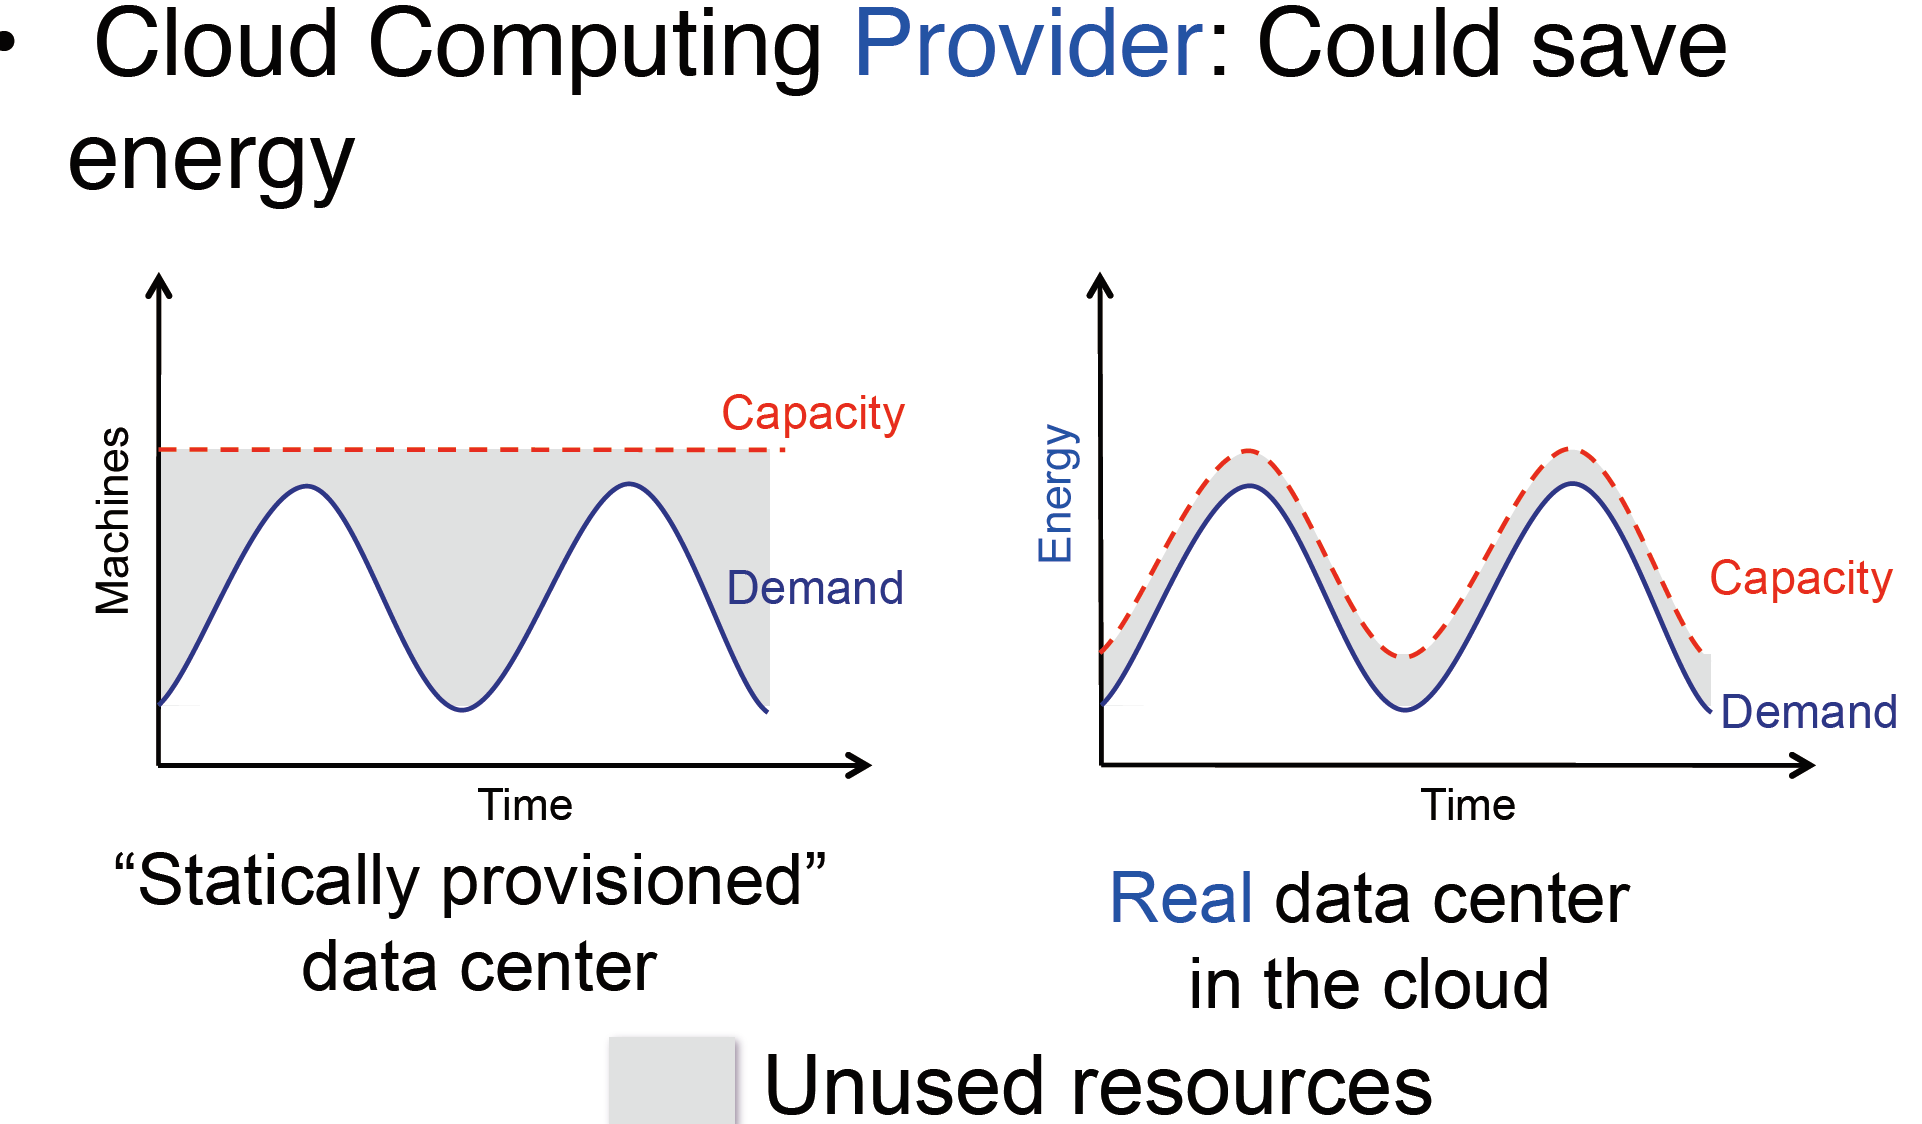 • Cloud Computing Provider: Could save
energy
Machines
Capacity
Demand
Time
“Statically provisioned”
data center
Energy
Capacity
Demand
Time
Real data center
in the cloud
Unused resources